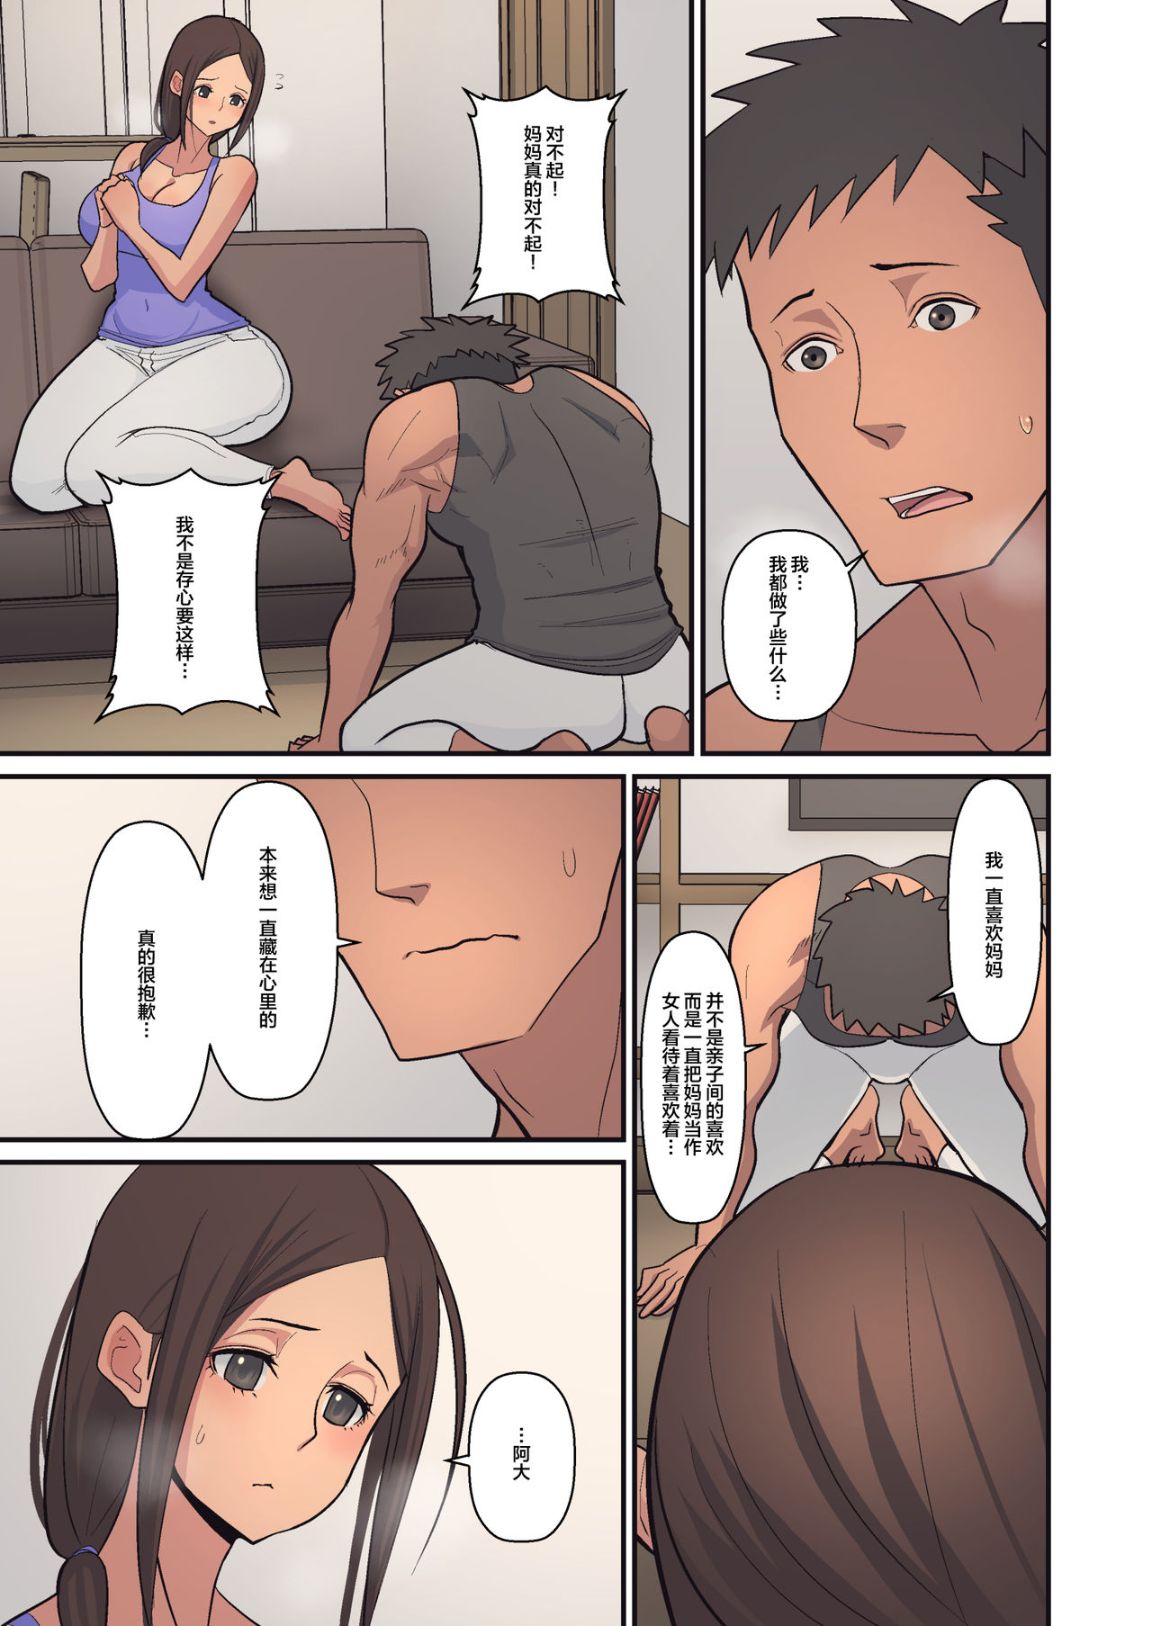 我…
我都做了些什么…
对不起！
妈妈真的对不起！
我不是存心要这样…
我一直喜欢妈妈
并不是亲子间的喜欢
而是一直把妈妈当作
女人看待着喜欢着…
本来想一直藏在心里的
真的很抱歉…
…阿大